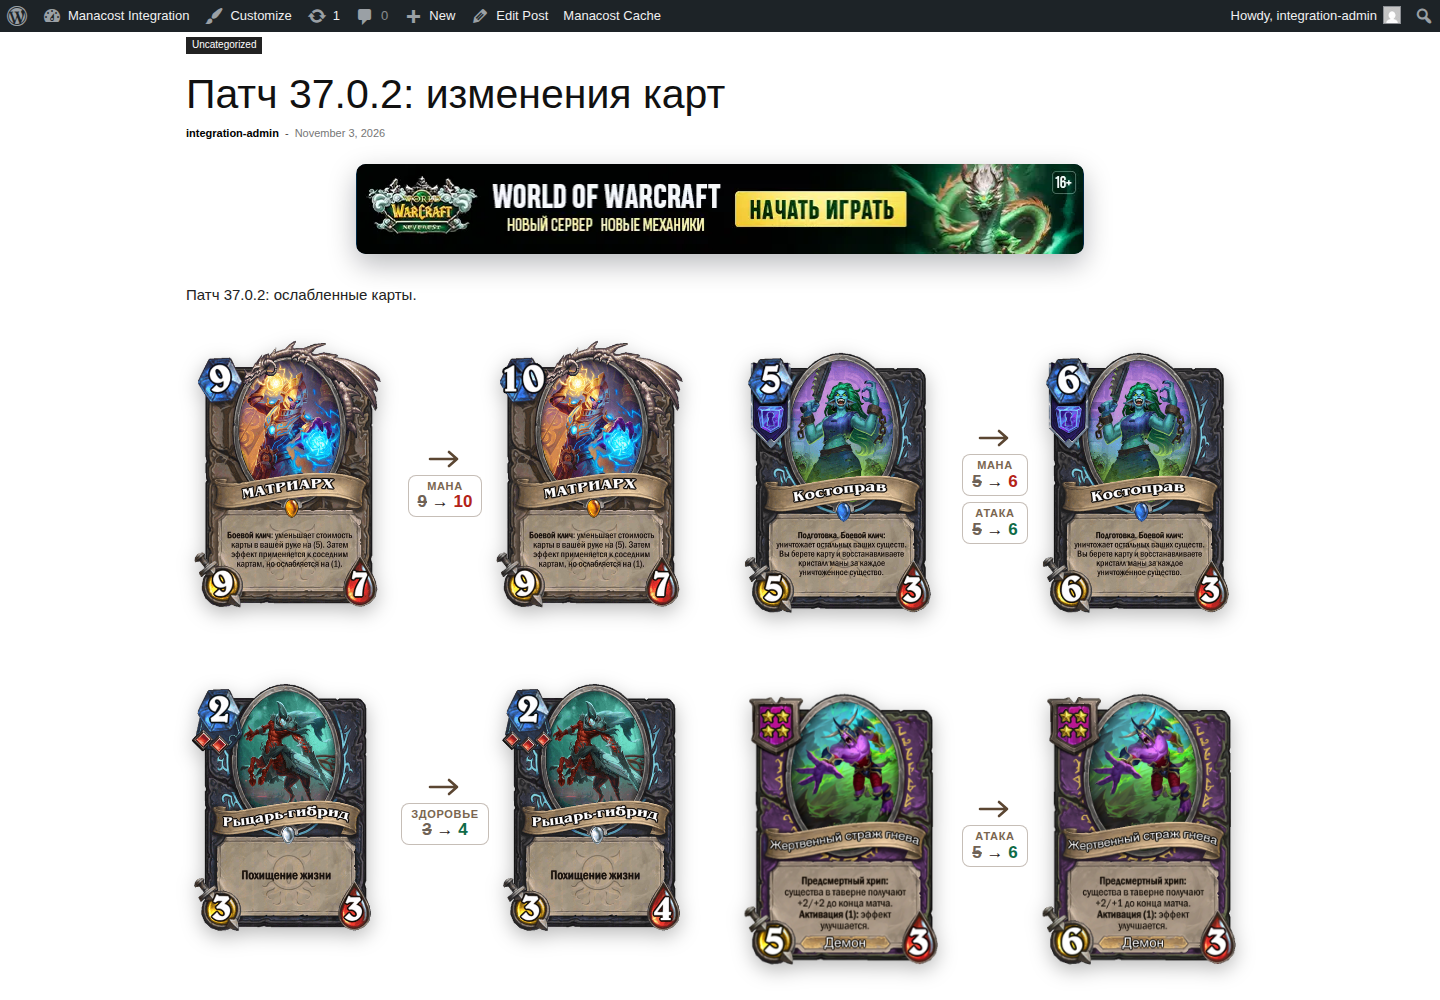 Manacost Integration
Customize
1
0
New
Edit Post
Manacost Cache
Howdy, integration-admin
Uncategorized
Патч 37.0.2: изменения карт
integration-admin - November 3, 2026
WORLD OF
WARCRAFT
NEVEREST
WORLD OF WARCRAFT
НОВЫЙ СЕРВЕР НОВЫЕ МЕХАНИКИ
НАЧАТЬ ИГРАТЬ
16+
Патч 37.0.2: ослабленные карты.
9
МАТРИАРХ
Боевой клич: уменьшает стоимость
карты в вашей руке на (5). Затем
эффект применяется к соседним
картам, но ослабляется на (1).
9
7
МАНА
9 → 10
10
МАТРИАРХ
Боевой клич: уменьшает стоимость
карты в вашей руке на (5). Затем
эффект применяется к соседним
картам, но ослабляется на (1).
9
7
5
Костоправ
Подготовка. Боевой клич:
уничтожает остальных ваших существ.
Вы берете карту и восстанавливаете
кристалл маны за каждое
уничтоженное существо.
5
3
МАНА
5 → 6
АТАКА
5 → 6
6
Костоправ
Подготовка. Боевой клич:
уничтожает остальных ваших существ.
Вы берете карту и восстанавливаете
кристалл маны за каждое
уничтоженное существо.
6
3
2
Рыцарь-гибрид
Похищение жизни
3
3
ЗДОРОВЬЕ
3 → 4
2
Рыцарь-гибрид
Похищение жизни
3
4
Жертвенный страж гнева
Предсмертный хрип:
существа в таверне получают
+2/+2 до конца матча.
Активация (1): эффект
улучшается.
5
Демон
3
АТАКА
5 → 6
Жертвенный страж гнева
Предсмертный хрип:
существа в таверне получают
+2/+1 до конца матча.
Активация (1): эффект
улучшается.
6
Демон
3